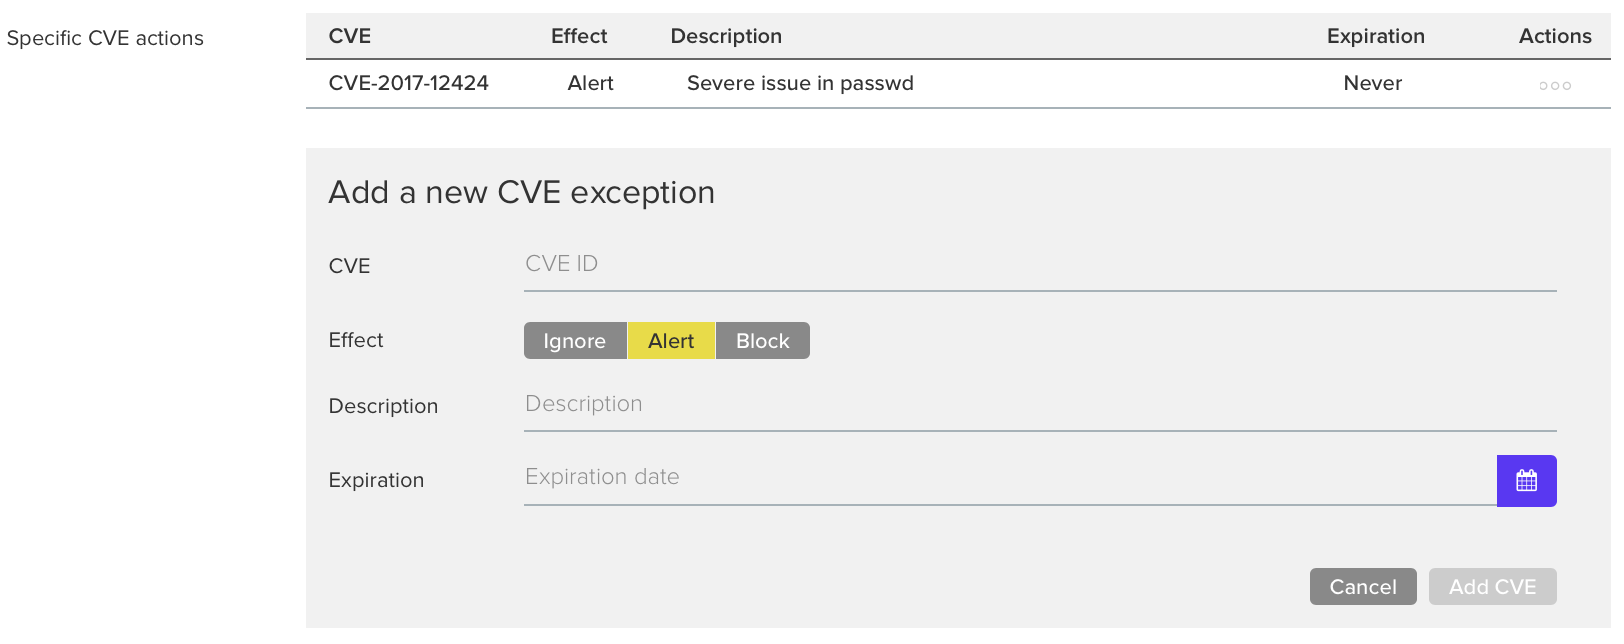 Specific CVE actions
CVE Effect Description Expiration Actions
CVE-2017-12424 Alert Severe issue in passwd Never
Add a new CVE exception
CVE CVE ID
Effect Ignore Alert Block
Description Description
Expiration Expiration date
Cancel Add CVE